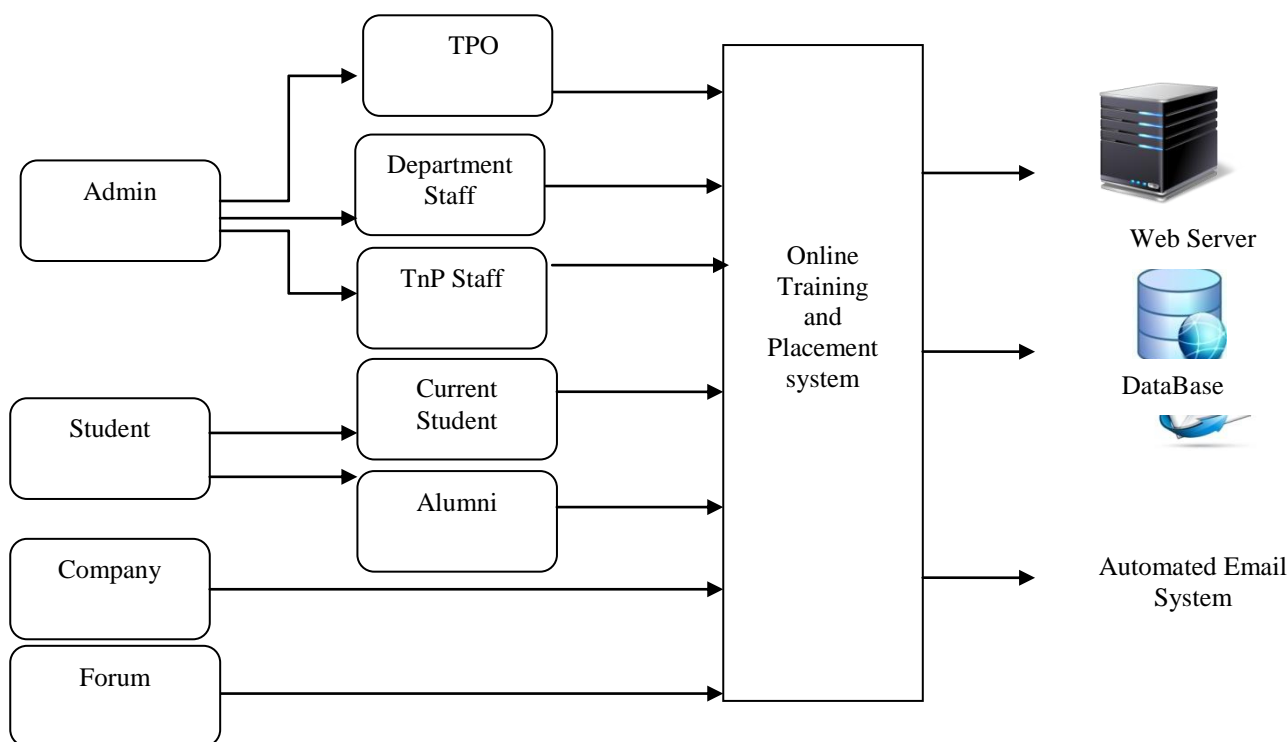 TPO
Admin
Department
Staff
TnP Staff
Student
Current
Student
Alumni
Company
Forum
Online
Training
and
Placement
system
Web Server
DataBase
Automated Email
System